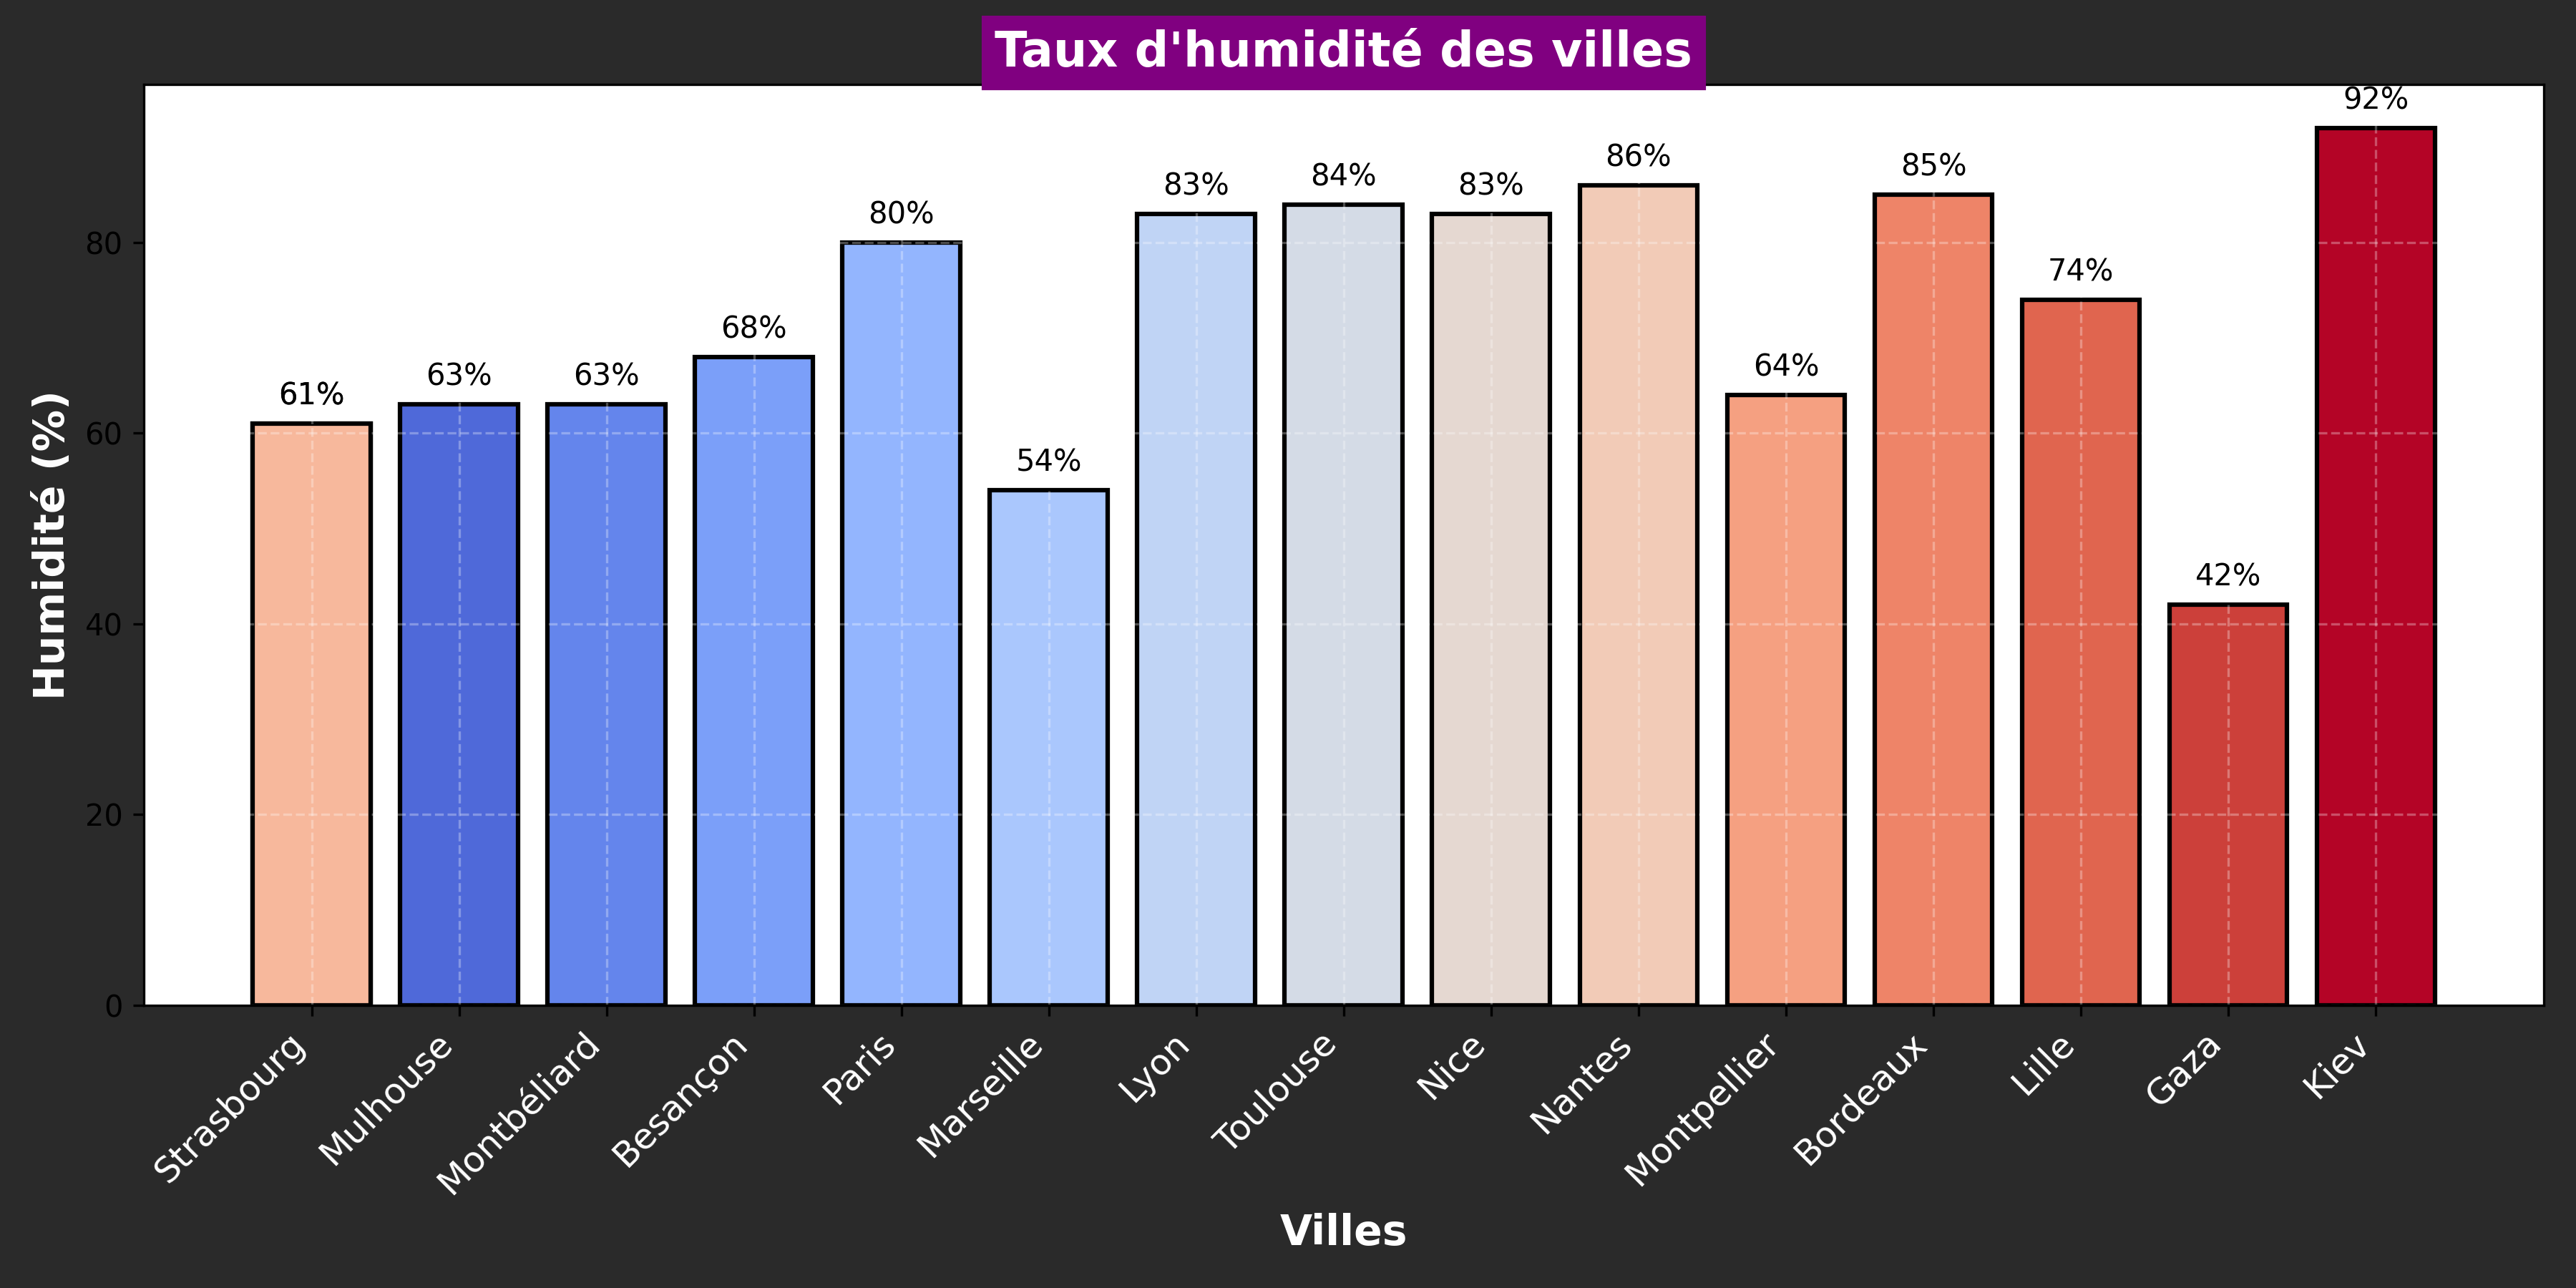 Taux d'humidité des villes
Humidité (%)
80
60
40
20
0
61%
63%
63%
68%
80%
54%
83%
84%
83%
86%
64%
85%
74%
42%
92%
Strasbourg
Mulhouse
Montbéliard
Besançon
Paris
Marseille
Lyon
Toulouse
Nice
Nantes
Montpellier
Bordeaux
Lille
Gaza
Kiev
Villes